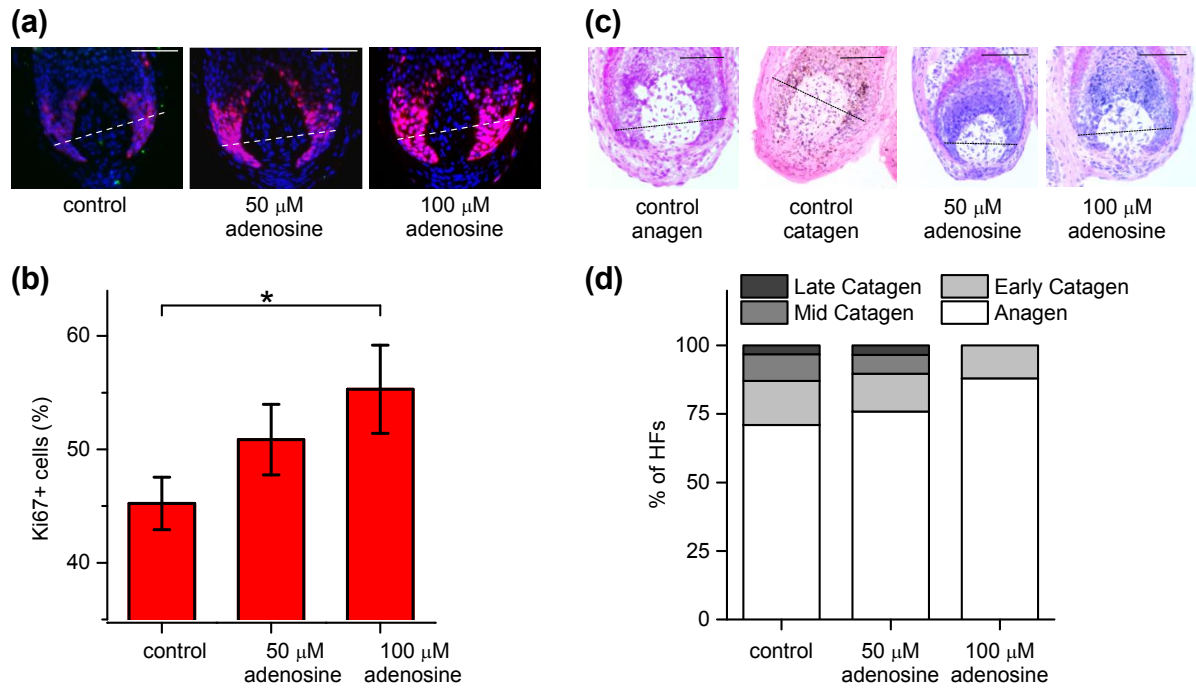 (a)
control
50 μM
adenosine
100 μM
adenosine
(b)
*
60
50
40
Ki67+ cells (%)
control
50 μM
adenosine
100 μM
adenosine
(c)
control
anagen
control
catagen
50 μM
adenosine
100 μM
adenosine
(d)
Late Catagen
Early Catagen
Mid Catagen
Anagen
100
75
50
25
0
% of HFs
control
50 μM
adenosine
100 μM
adenosine